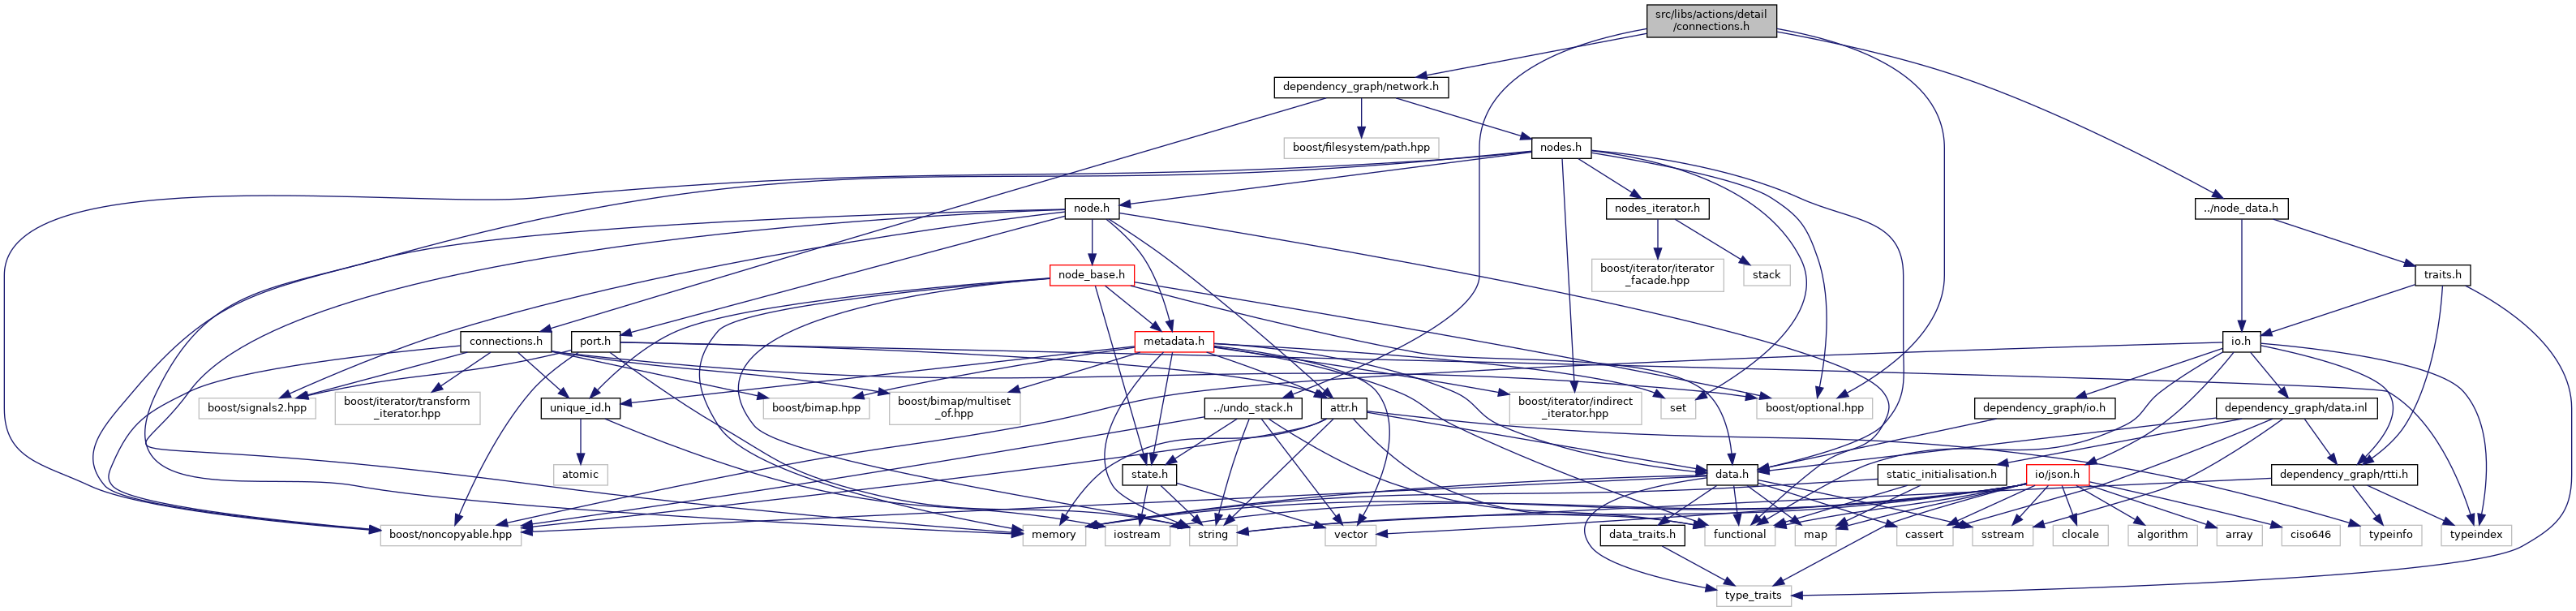 src/libs/actions/detail
/connections.h
dependency_graph/network.h
boost/filesystem/path.hpp
nodes.h
node.h
nodes_iterator.h
../node_data.h
node_base.h
boost/iterator/iterator
_facade.hpp
stack
traits.h
connections.h
port.h
metadata.h
io.h
boost/signals2.hpp
boost/iterator/transform
_iterator.hpp
unique_id.h
boost/bimap.hpp
boost/bimap/multiset
_of.hpp
../undo_stack.h
attr.h
boost/iterator/indirect
_iterator.hpp
set
boost/optional.hpp
dependency_graph/io.h
dependency_graph/data.inl
atomic
state.h
data.h
static_initialisation.h
io/json.h
dependency_graph/rtti.h
boost/noncopyable.hpp
memory
iostream
string
vector
data_traits.h
functional
map
cassert
sstream
clocale
algorithm
array
ciso646
typeinfo
typeindex
type_traits